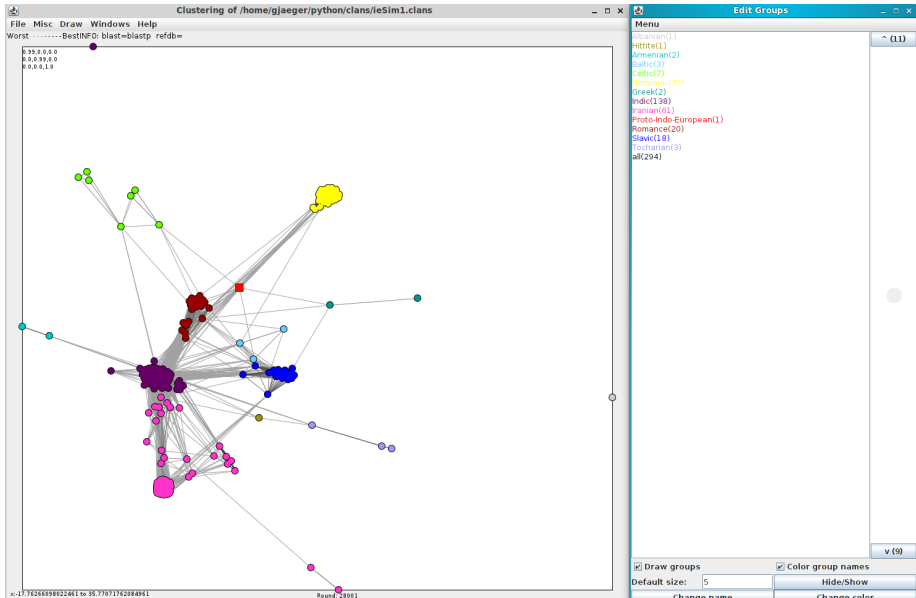 Clustering of /home/gjaeger/python/clans/ieSim1.clans
File Misc Draw Windows Help
Worst --------BestINFO: blast=blastp refdb=
0.99,0.0,0.0
0.0,0.99,0.0
0.0,0.0,1.0
x:-17.76266098022461 to 35.77071762084961
Round: 28001
Edit Groups
Menu
Albanian(1)
Hittite(1)
Armenian(2)
Baltic(3)
Celtic(7)
Greek(2)
Indic(138)
Iranian(61)
Proto-Indo-European(1)
Romance(20)
Slavic(18)
Tocharian(3)
all(294)
^ (11)
v (9)
Draw groups
Color group names
Default size: 5
Hide/Show
Change name
Change color